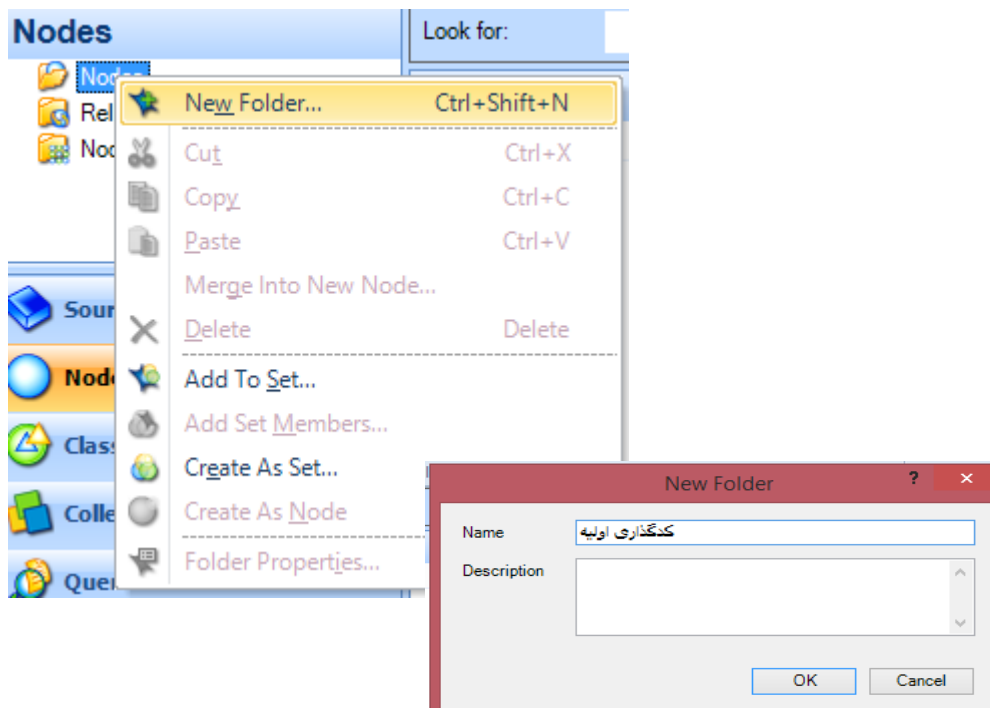 Nodes
Look for:
Nodes
Rel
Nod
New Folder... Ctrl+Shift+N
Cut Ctrl+X
Copy Ctrl+C
Paste Ctrl+V
Merge Into New Node...
Delete Delete
Add To Set...
Add Set Members...
Create As Set...
Create As Node
Folder Properties...
Sour
Node
Class
Colle
Quer
New Folder ? ×
Name کدگذاری اولیه
Description
OK Cancel